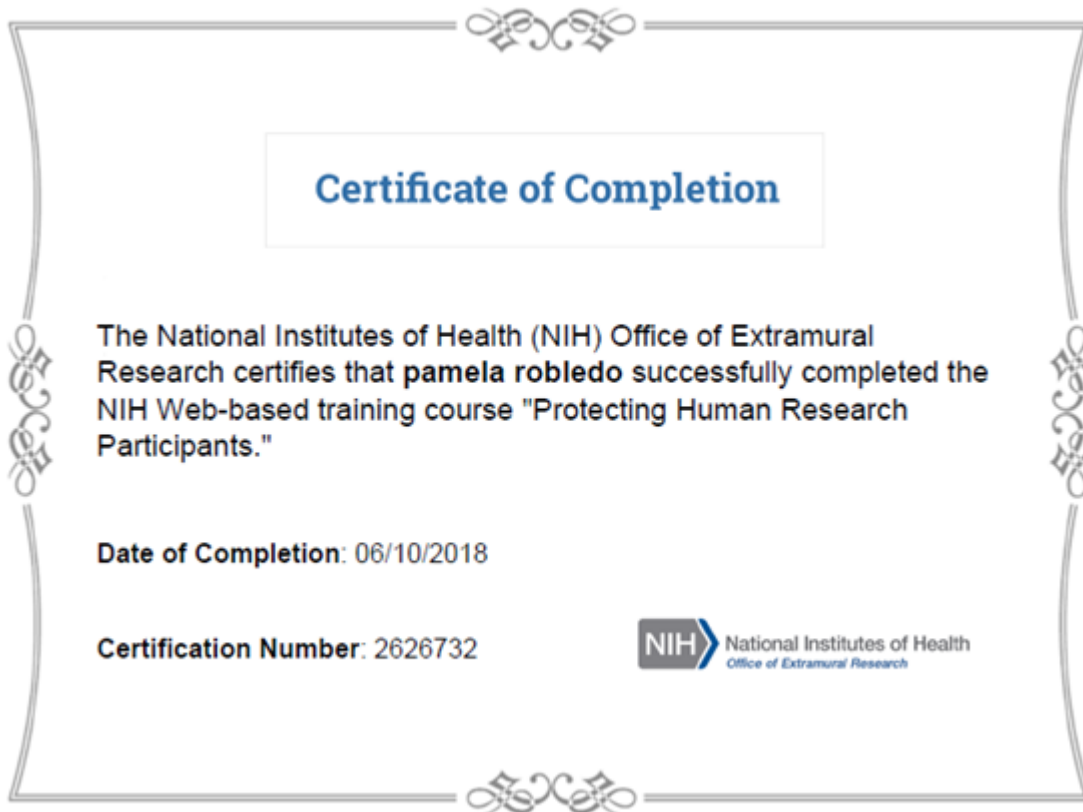 Certificate of Completion
The National Institutes of Health (NIH) Office of Extramural
Research certifies that pamela robledo successfully completed the
NIH Web-based training course "Protecting Human Research
Participants."
Date of Completion: 06/10/2018
Certification Number: 2626732
NIH National Institutes of Health
Office of Extramural Research